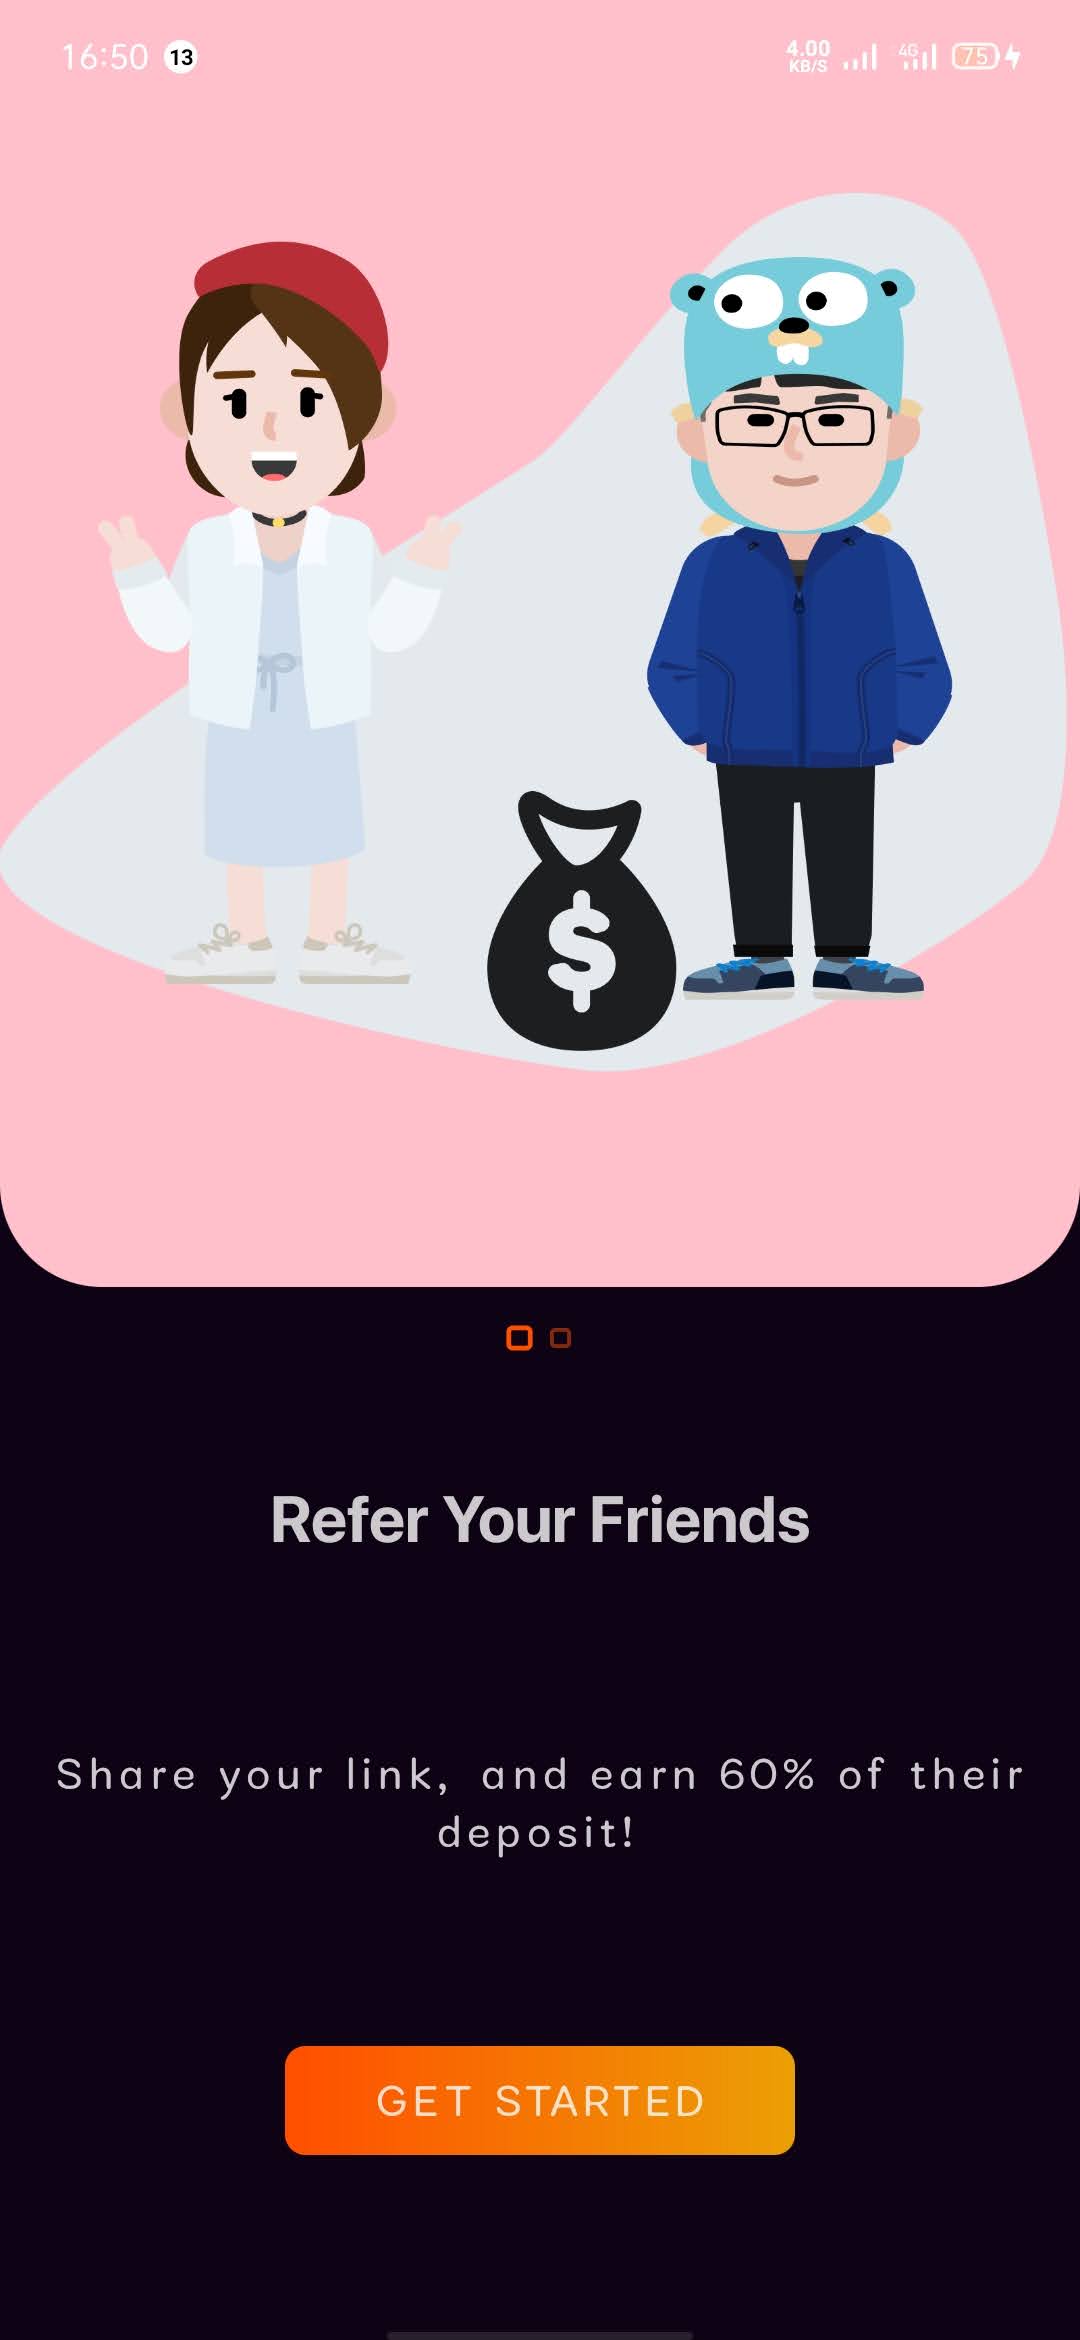 16:50 13 4.00 KB/S 4G 75
$
Refer Your Friends
Share your link, and earn 60% of their
deposit!
GET STARTED